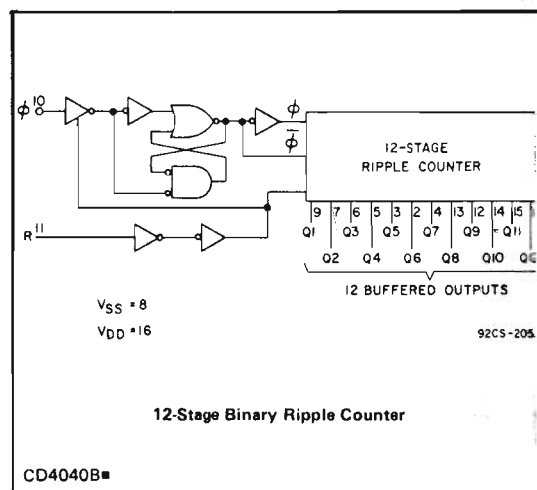 ϕ 10
ϕ
ϕ̅
12-STAGE
RIPPLE COUNTER
R 11
9 7 6 5 3 2 4 13 12 14 15
Q1 Q3 Q5 Q7 Q9 Q11
Q2 Q4 Q6 Q8 Q10
12 BUFFERED OUTPUTS
VSS = 8
VDD = 16
92CS-205
12-Stage Binary Ripple Counter
CD4040B■